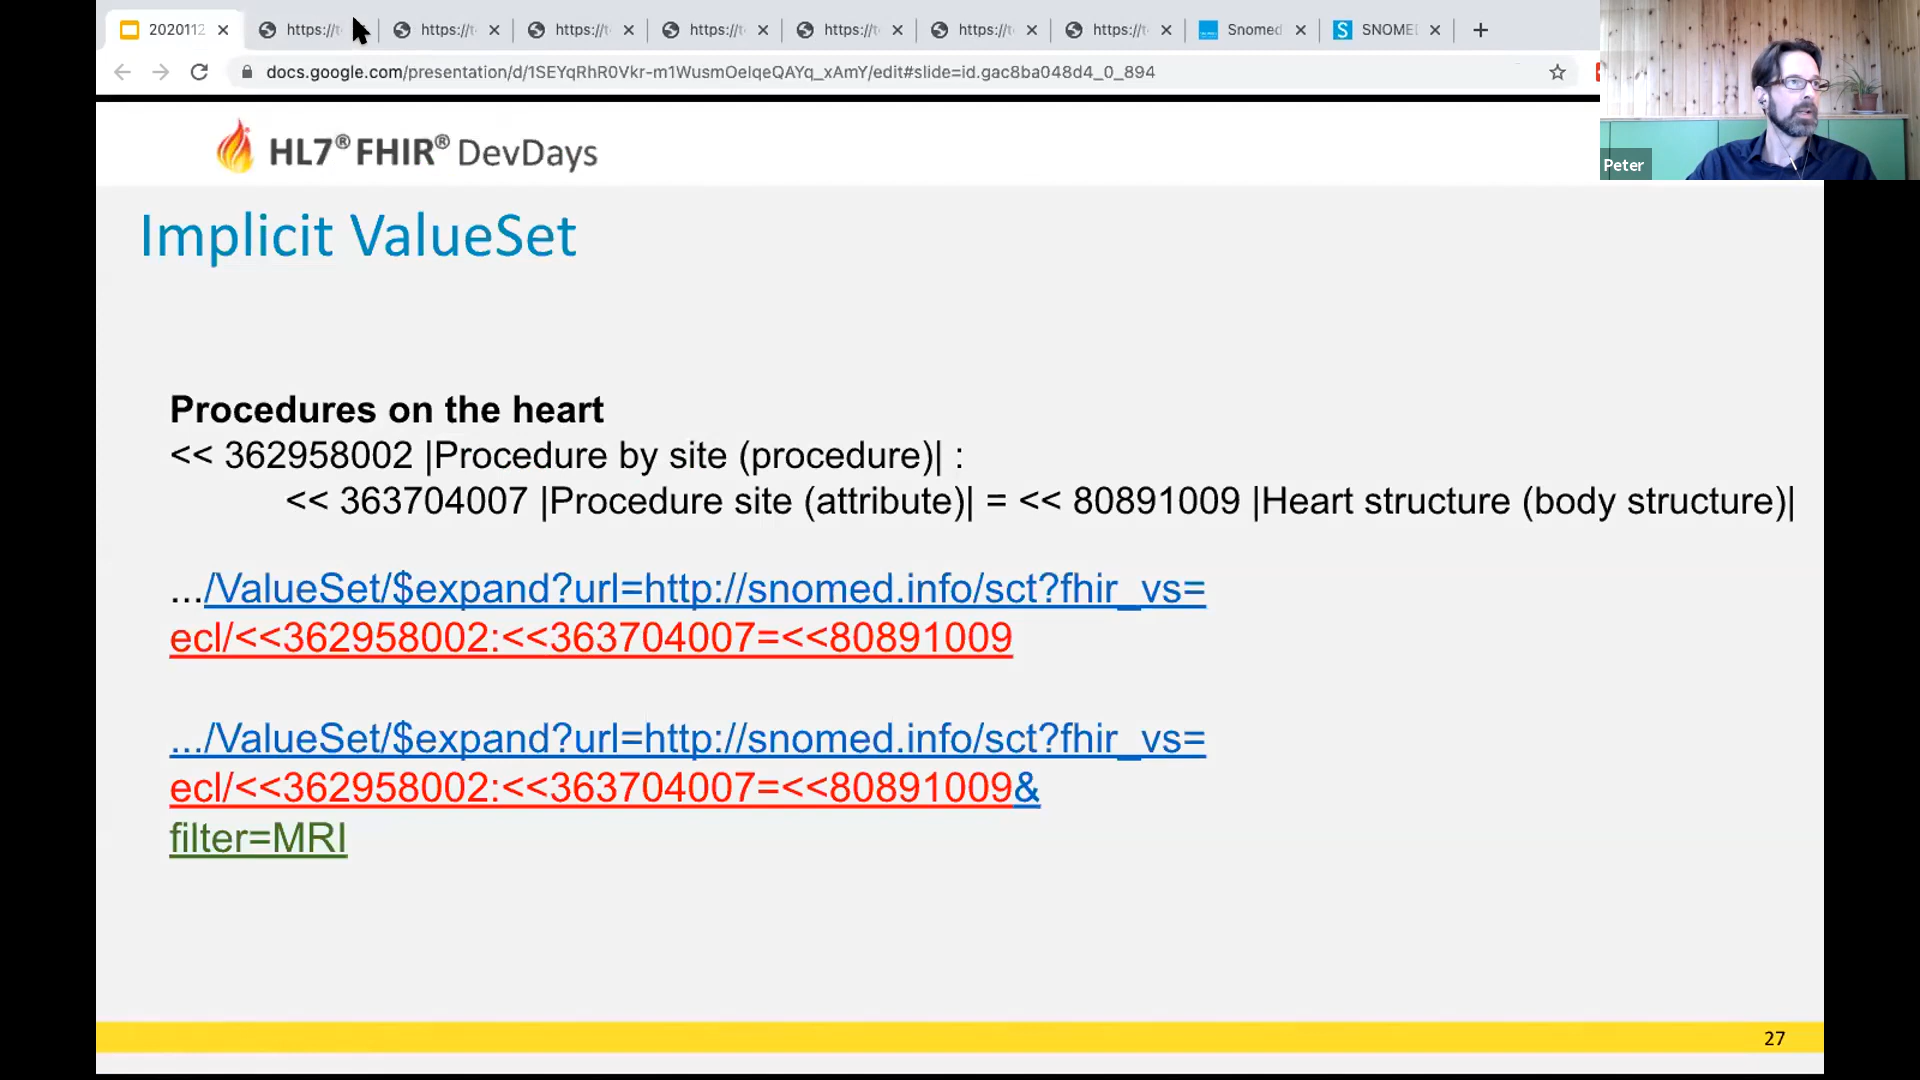 2020112
https://t
https://t
https://t
https://t
https://t
https://t
https://t
Snomed
SNOME
docs.google.com/presentation/d/1SEYqRhR0Vkr-m1WusmOelqeQAYq_xAmY/edit#slide=id.gac8ba048d4_0_894
Peter
HL7® FHIR® DevDays
Implicit ValueSet
Procedures on the heart
<< 362958002 |Procedure by site (procedure)| :
<< 363704007 |Procedure site (attribute)| = << 80891009 |Heart structure (body structure)|
.../ValueSet/$expand?url=http://snomed.info/sct?fhir_vs=
ecl/<<362958002:<<363704007=<<80891009
.../ValueSet/$expand?url=http://snomed.info/sct?fhir_vs=
ecl/<<362958002:<<363704007=<<80891009&
filter=MRI
27